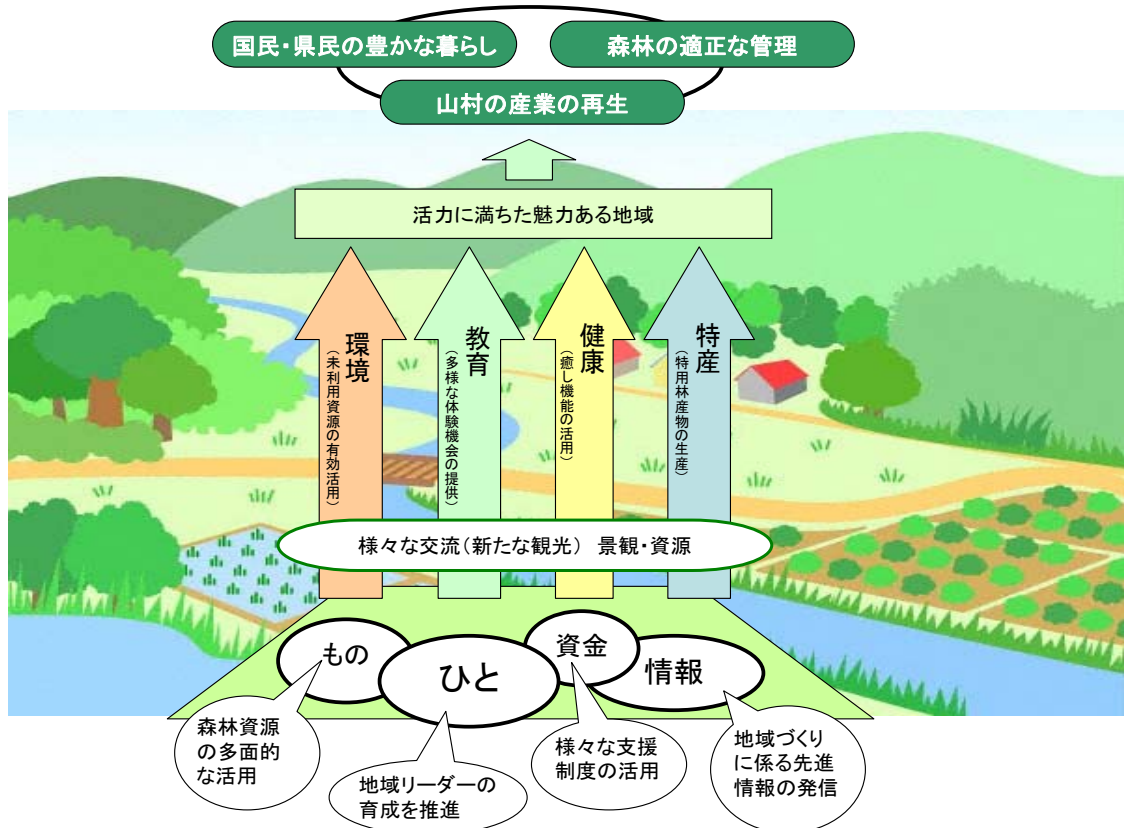 国民・県民の豊かな暮らし
森林の適正な管理
山村の産業の再生
活力に満ちた魅力ある地域
環境
(未利用資源の有効活用)
教育
(多様な体験機会の提供)
健康
(癒し機能の活用)
特産
(特用林産物の生産)
様々な交流(新たな観光) 景観・資源
もの
ひと
資金
情報
森林資源
の多面的
な活用
地域リーダーの
育成を推進
様々な支援
制度の活用
地域づくり
に係る先進
情報の発信